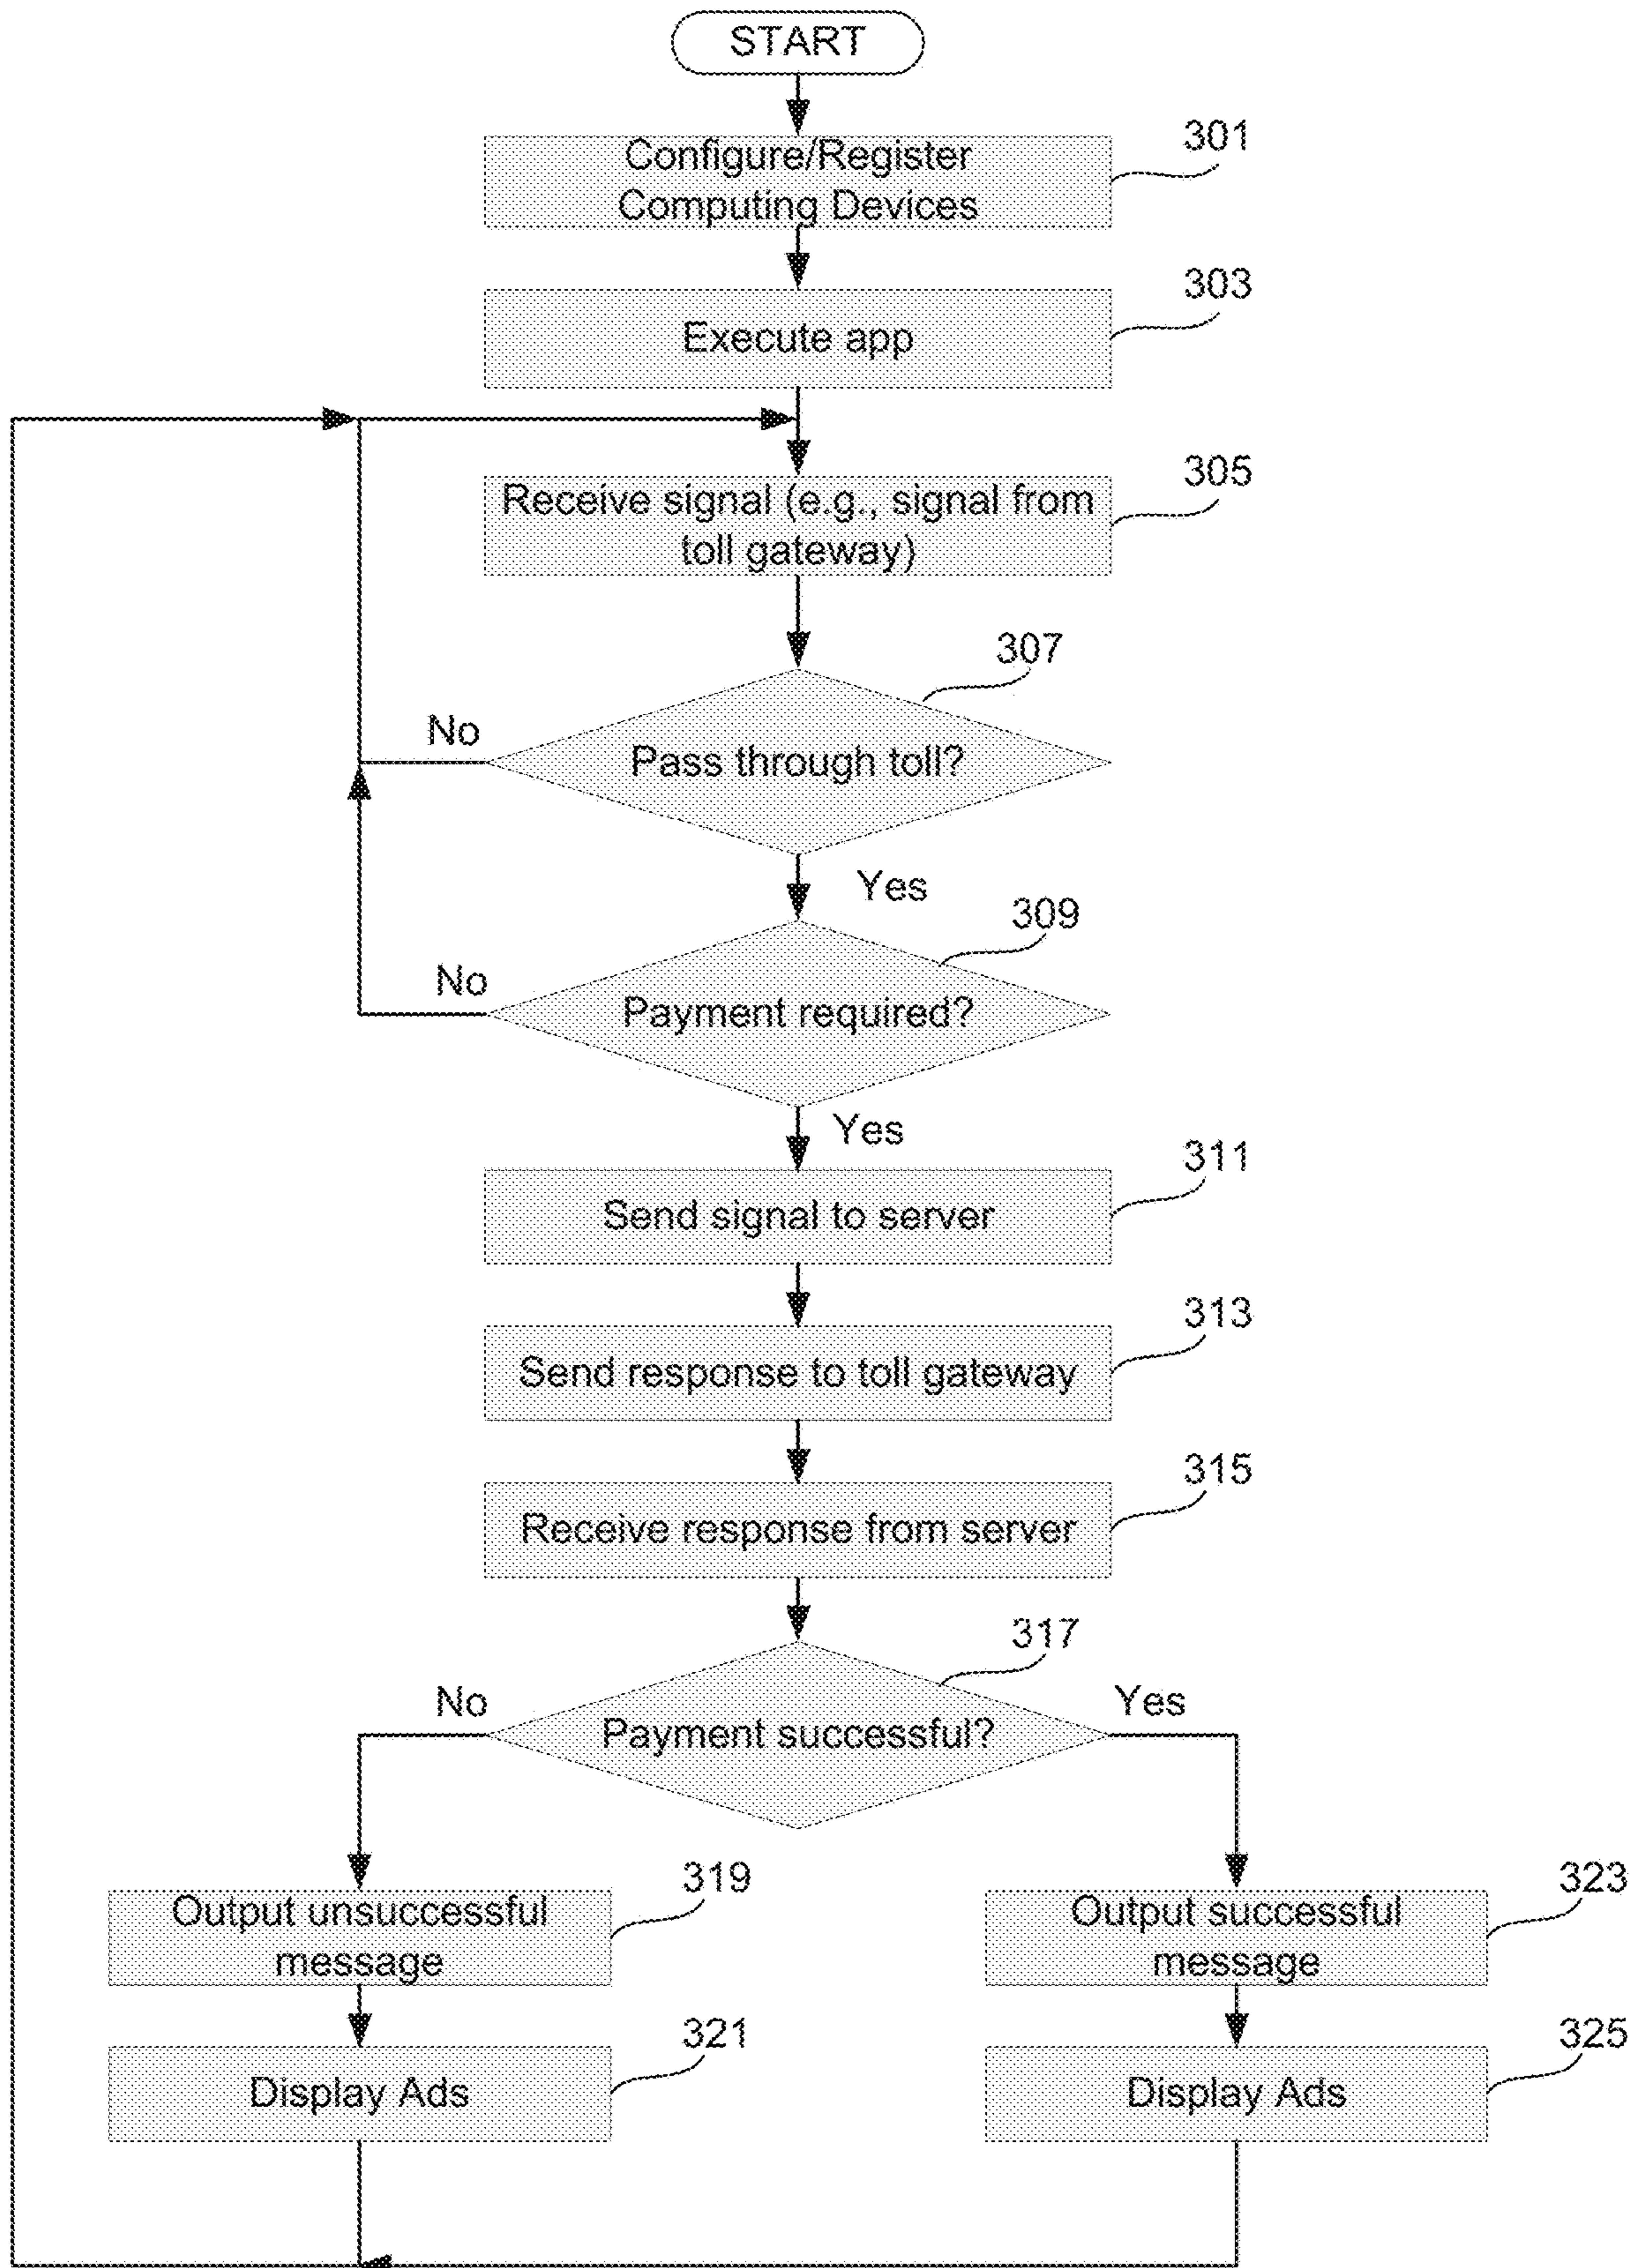 START
Configure/Register
Computing Devices
301
Execute app
303
Receive signal (e.g., signal from
toll gateway)
305
307
No
Pass through toll?
Yes
309
No
Payment required?
Yes
311
Send signal to server
313
Send response to toll gateway
315
Receive response from server
317
No
Yes
Payment successful?
319
Output unsuccessful
message
323
Output successful
message
321
Display Ads
325
Display Ads